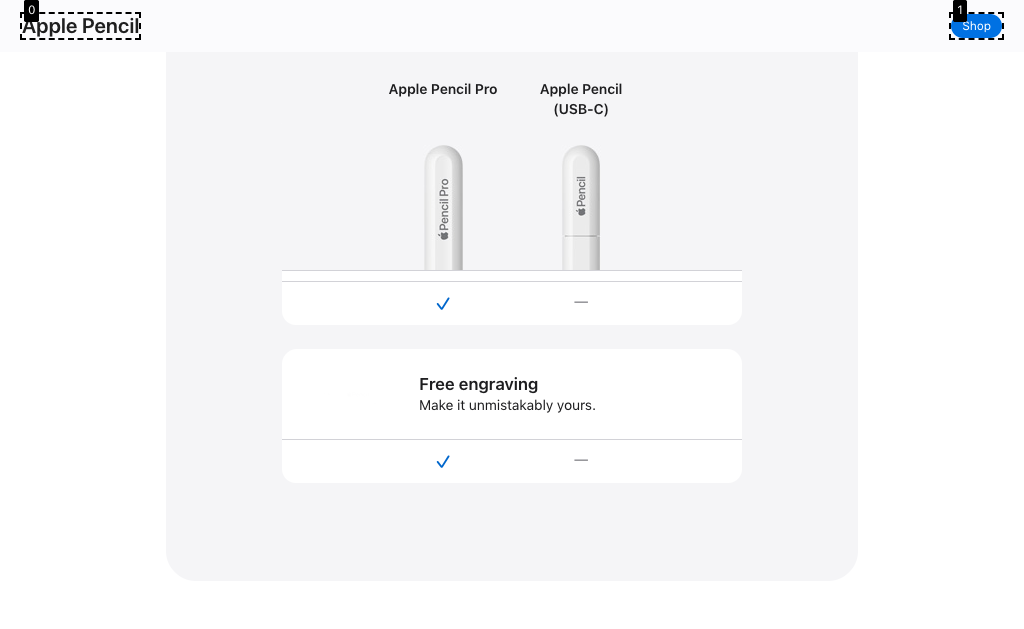 0
Apple Pencil
1
Shop
Apple Pencil Pro
Apple Pencil
(USB-C)
Pencil Pro
Pencil
—
Free engraving
Make it unmistakably yours.
—